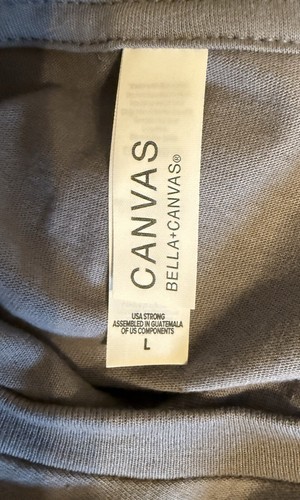 CANVAS
BELLA+CANVAS®
USA STRONG
ASSEMBLED IN GUATEMALA
OF US COMPONENTS
L